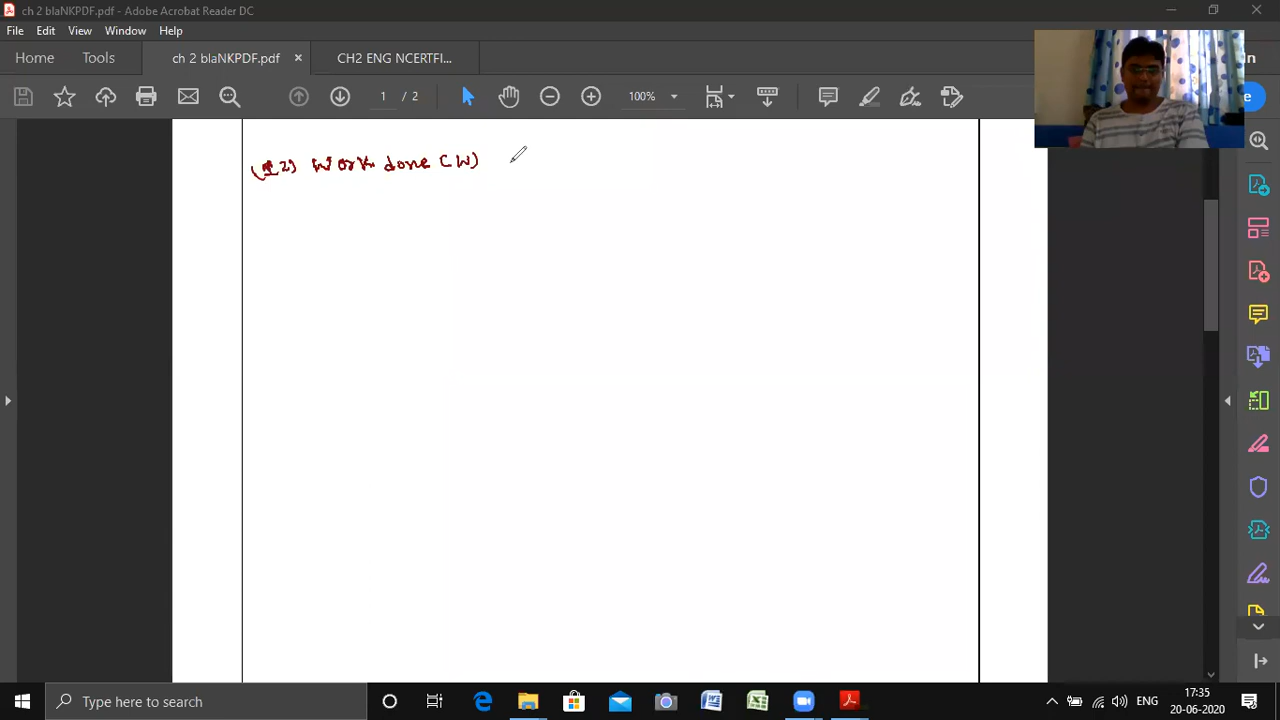 ch 2 blaNKPDF.pdf - Adobe Acrobat Reader DC
File Edit View Window Help
Home Tools ch 2 blaNKPDF.pdf × CH2 ENG NCERTFI...
1 / 2 100%
(12) Work done (W)
Type here to search
ENG 17:35
20-06-2020